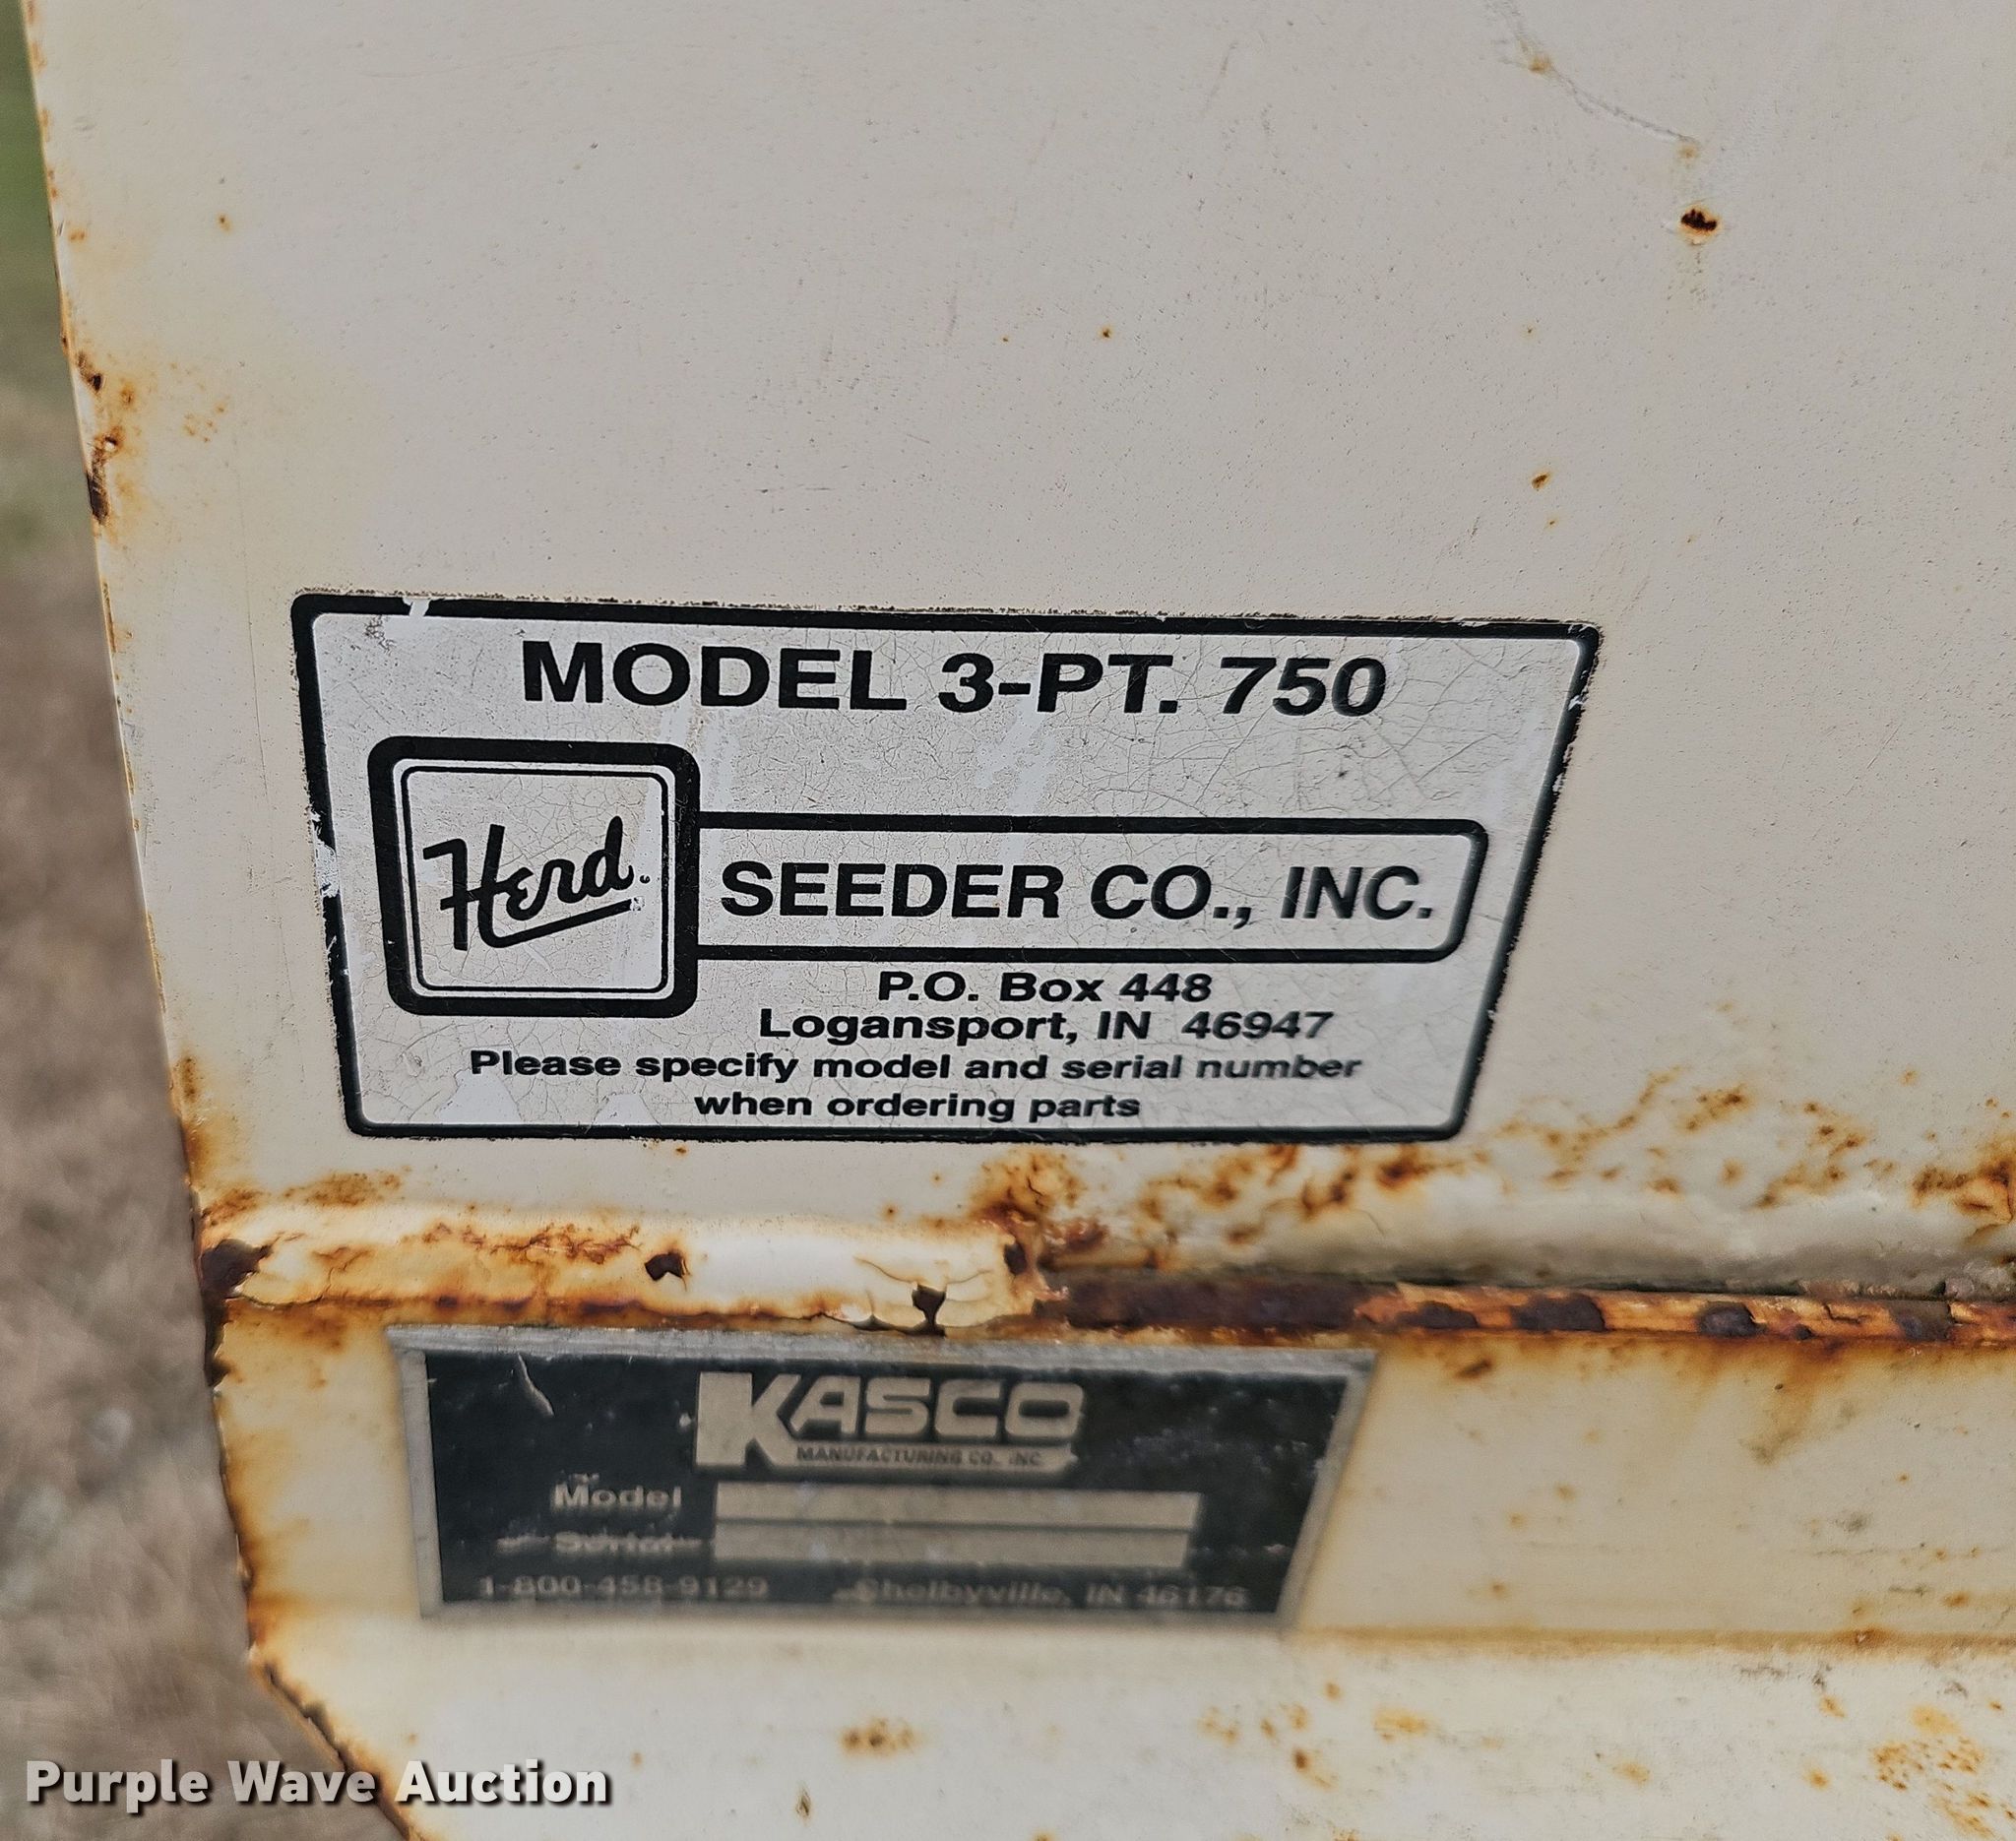 MODEL 3-PT. 750
Herd
SEEDER CO., INC.
P.O. Box 448
Logansport, IN 46947
Please specify model and serial number
when ordering parts
KASCO
MANUFACTURING CO., INC.
Model
Serial
1-800-458-9129 Shelbyville, IN 46176
Purple Wave Auction